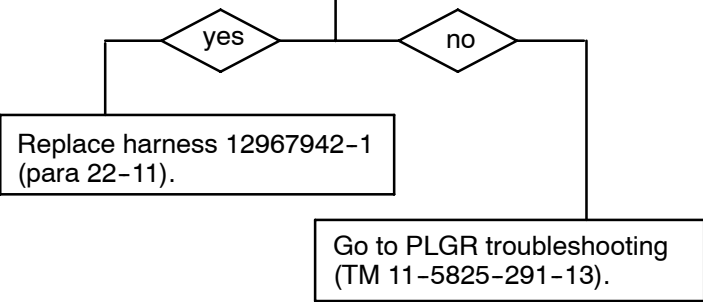 yes
no
Replace harness 12967942-1
(para 22-11).
Go to PLGR troubleshooting
(TM 11-5825-291-13).